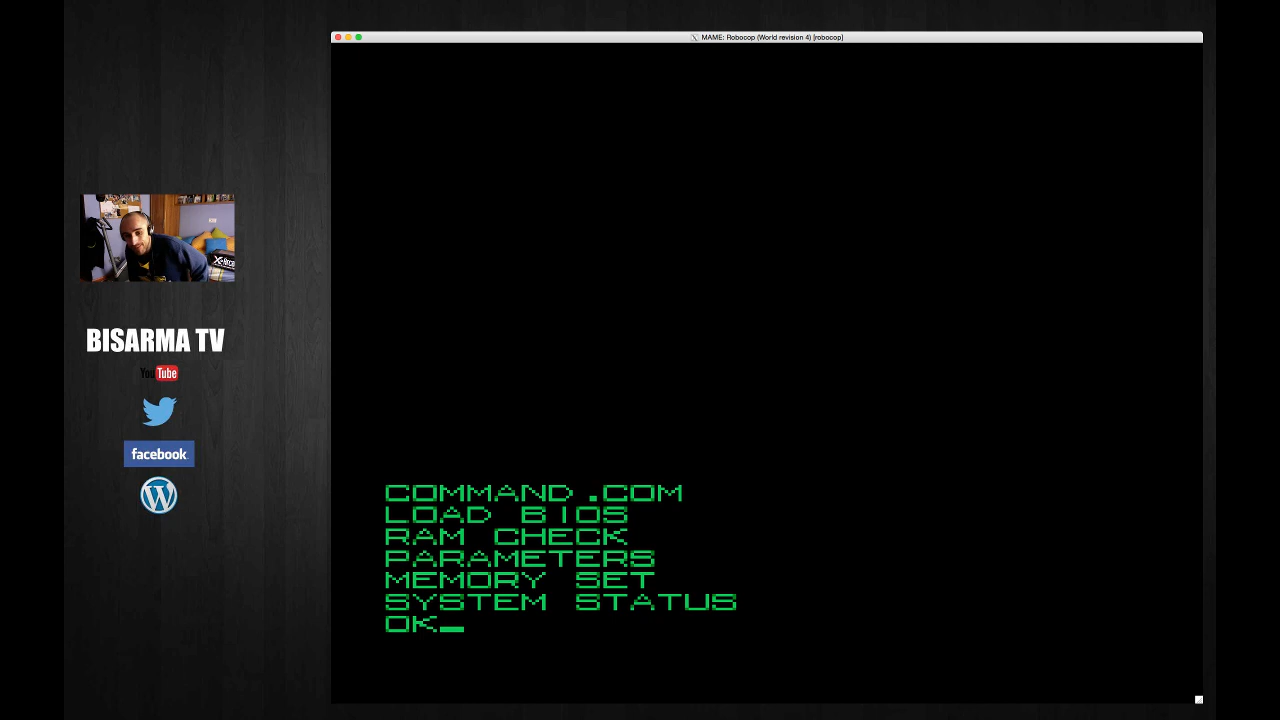 MAME: Robocop (World revision 4) [robocop]
BISARMA TV
YouTube
facebook
COMMAND.COM
LOAD BIOS
RAM CHECK
PARAMETERS
MEMORY SET
SYSTEM STATUS
OK